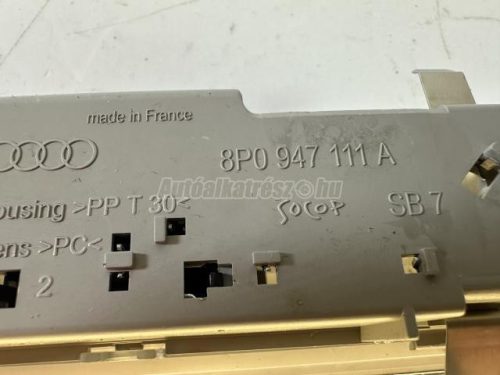 made in France
8P0 947 111 A
Autóalkatrész.hu
ousing >PP T 30<
SOCOP
SB 7
ens >PC<
2